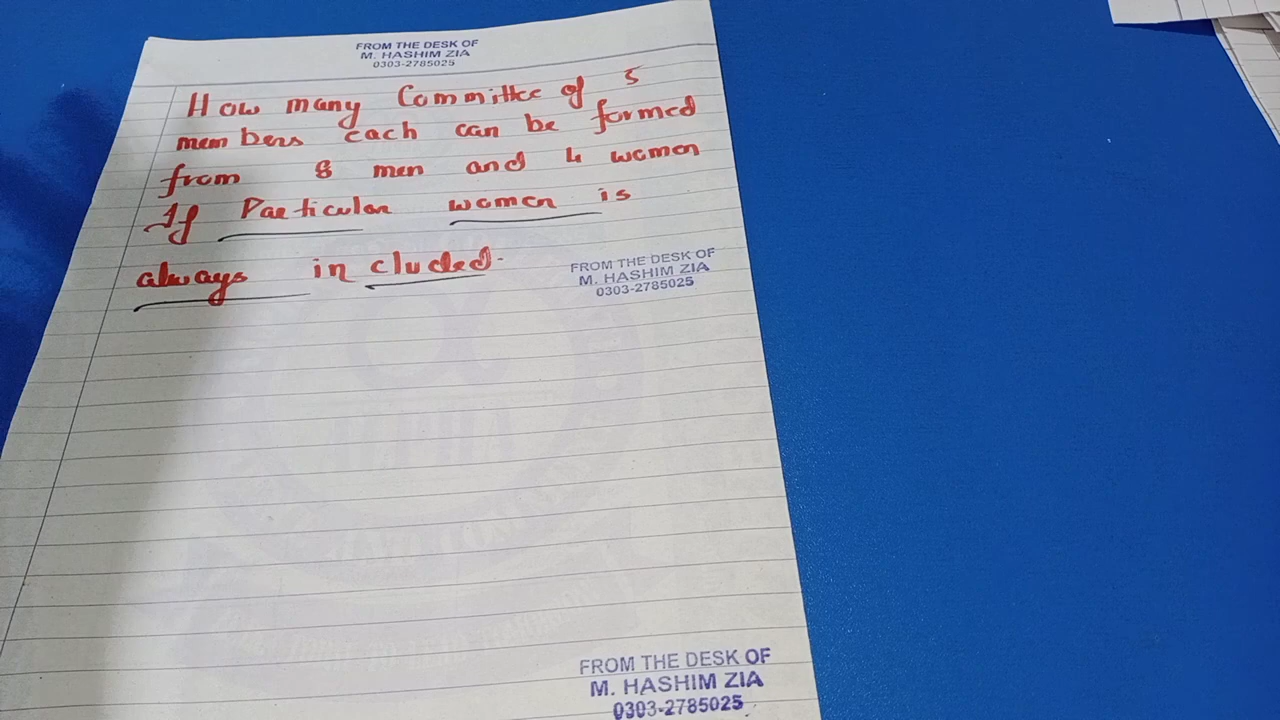 FROM THE DESK OF
M. HASHIM ZIA
0303-2785025
How many Committee of 5
members each can be formed
from 8 men and 4 women
If Particular women is
always included.
FROM THE DESK OF
M. HASHIM ZIA
0303-2785025
FROM THE DESK OF
M. HASHIM ZIA
0303-2785025